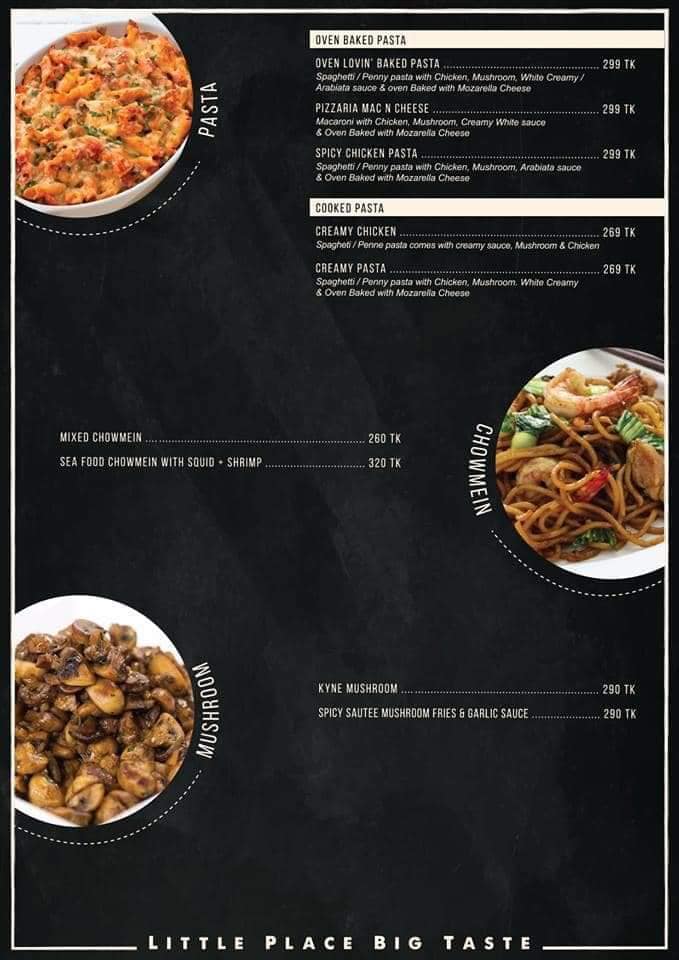 PASTA
OVEN BAKED PASTA
OVEN LOVIN' BAKED PASTA ........................................ 299 TK
Spaghetti / Penny pasta with Chicken, Mushroom, White Creamy /
Arabiata sauce & oven Baked with Mozarella Cheese
PIZZARIA MAC N CHEESE ........................................ 299 TK
Macaroni with Chicken, Mushroom, Creamy White sauce
& Oven Baked with Mozarella Cheese
SPICY CHICKEN PASTA ........................................ 299 TK
Spaghetti / Penny pasta with Chicken, Mushroom, Arabiata sauce
& Oven Baked with Mozarella Cheese
COOKED PASTA
CREAMY CHICKEN ........................................ 269 TK
Spagheti / Penne pasta comes with creamy sauce, Mushroom & Chicken
CREAMY PASTA ........................................ 269 TK
Spaghetti / Penny pasta with Chicken, Mushroom. White Creamy
& Oven Baked with Mozarella Cheese
CHOWMEIN
MIXED CHOWMEIN ........................................ 260 TK
SEA FOOD CHOWMEIN WITH SQUID + SHRIMP ........................ 320 TK
MUSHROOM
KYNE MUSHROOM ........................................ 290 TK
SPICY SAUTEE MUSHROOM FRIES & GARLIC SAUCE .................... 290 TK
LITTLE PLACE BIG TASTE